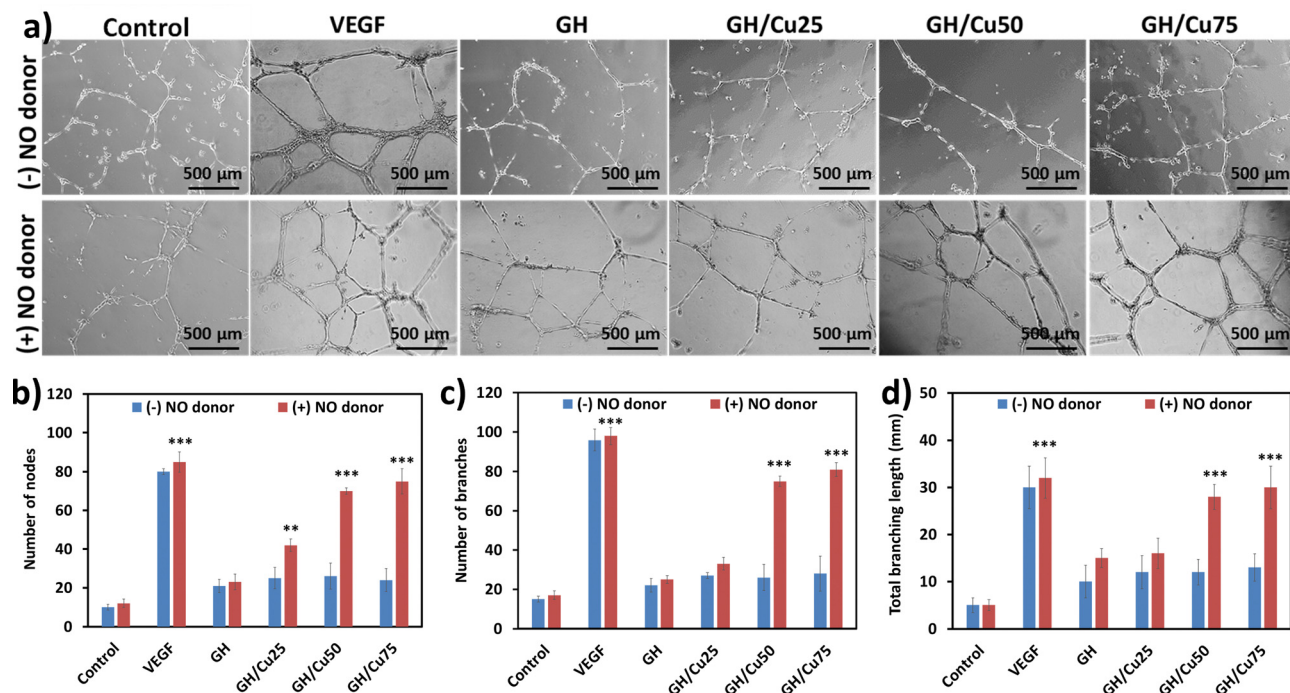 a) Control VEGF GH GH/Cu25 GH/Cu50 GH/Cu75
(-) NO donor
500 µm 500 µm 500 µm 500 µm 500 µm 500 µm
(+) NO donor
500 µm 500 µm 500 µm 500 µm 500 µm 500 µm
b)
(-) NO donor (+) NO donor
Number of nodes
120
100
80
60
40
20
0
*** ** *** ***
Control VEGF GH GH/Cu25 GH/Cu50 GH/Cu75
c)
(-) NO donor (+) NO donor
Number of branches
120
100
80
60
40
20
0
*** *** ***
Control VEGF GH GH/Cu25 GH/Cu50 GH/Cu75
d)
(-) NO donor (+) NO donor
Total branching length (mm)
50
40
30
20
10
0
*** *** ***
Control VEGF GH GH/Cu25 GH/Cu50 GH/Cu75